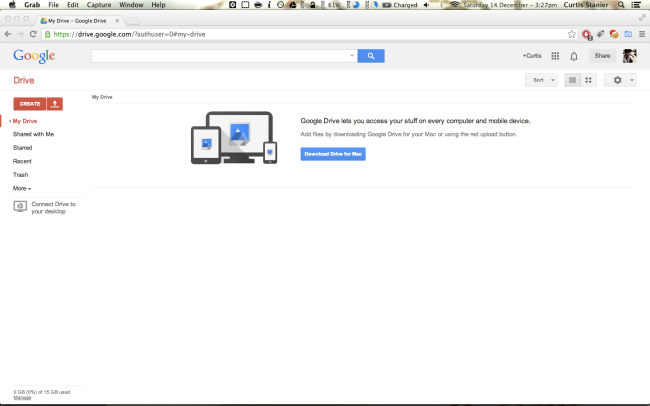 Grab File Edit Capture Window Help
61% Charged Saturday 14 December – 3:27pm Curtis Stanier
My Drive – Google Drive
https://drive.google.com/?authuser=0#my-drive
Google
+Curtis
Share
Drive
Sort
CREATE
My Drive
My Drive
Shared with Me
Starred
Recent
Trash
More
Connect Drive to
your desktop
Google Drive lets you access your stuff on every computer and mobile device.
Add files by downloading Google Drive for your Mac or using the red upload button.
Download Drive for Mac
0 GB (0%) of 15 GB used
Manage